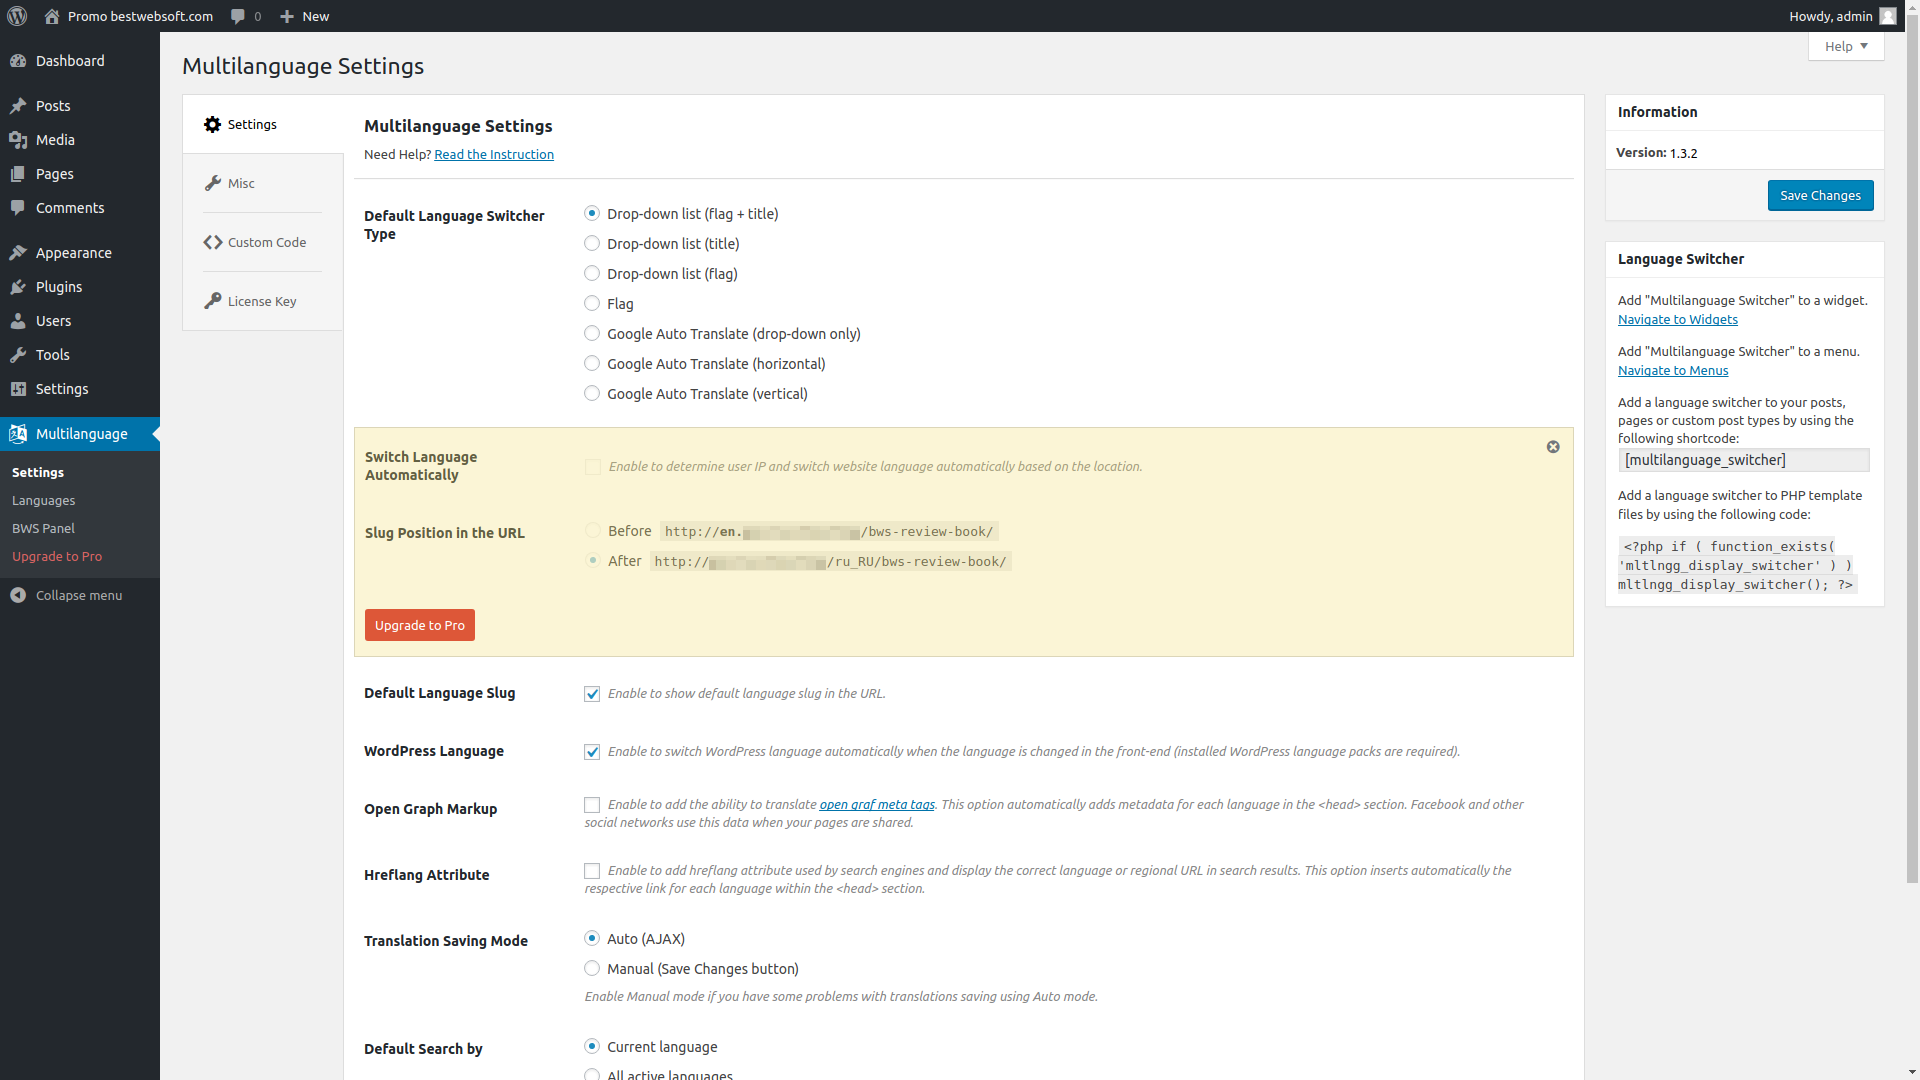 Promo bestwebsoft.com 0 New Howdy, admin
Dashboard
Posts
Media
Pages
Comments
Appearance
Plugins
Users
Tools
Settings
Multilanguage
Settings
Languages
BWS Panel
Upgrade to Pro
Collapse menu
Help
Multilanguage Settings
Settings
Misc
Custom Code
License Key
Multilanguage Settings
Need Help? Read the Instruction
Default Language Switcher
Type
Drop-down list (flag + title)
Drop-down list (title)
Drop-down list (flag)
Flag
Google Auto Translate (drop-down only)
Google Auto Translate (horizontal)
Google Auto Translate (vertical)
Switch Language
Automatically
Enable to determine user IP and switch website language automatically based on the location.
Slug Position in the URL
Before http://en. /bws-review-book/
After http:// /ru_RU/bws-review-book/
Upgrade to Pro
Default Language Slug
Enable to show default language slug in the URL.
WordPress Language
Enable to switch WordPress language automatically when the language is changed in the front-end (installed WordPress language packs are required).
Open Graph Markup
Enable to add the ability to translate open graf meta tags. This option automatically adds metadata for each language in the <head> section. Facebook and other
social networks use this data when your pages are shared.
Hreflang Attribute
Enable to add hreflang attribute used by search engines and display the correct language or regional URL in search results. This option inserts automatically the
respective link for each language within the <head> section.
Translation Saving Mode
Auto (AJAX)
Manual (Save Changes button)
Enable Manual mode if you have some problems with translations saving using Auto mode.
Default Search by
Current language
All active languages
Information
Version: 1.3.2
Save Changes
Language Switcher
Add "Multilanguage Switcher" to a widget.
Navigate to Widgets
Add "Multilanguage Switcher" to a menu.
Navigate to Menus
Add a language switcher to your posts,
pages or custom post types by using the
following shortcode:
[multilanguage_switcher]
Add a language switcher to PHP template
files by using the following code:
<?php if ( function_exists(
'mltlngg_display_switcher' ) )
mltlngg_display_switcher(); ?>